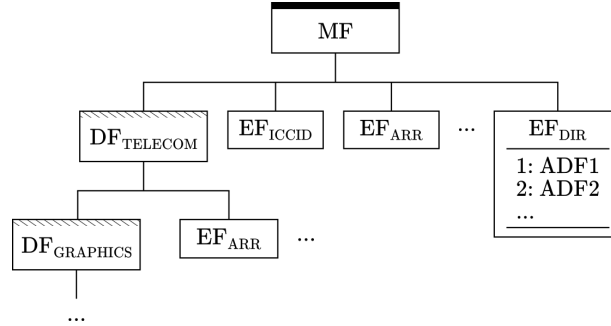 MF
DF_TELECOM
EF_ICCID
EF_ARR
...
EF_DIR
1: ADF1
2: ADF2
...
DF_GRAPHICS
EF_ARR
...
...